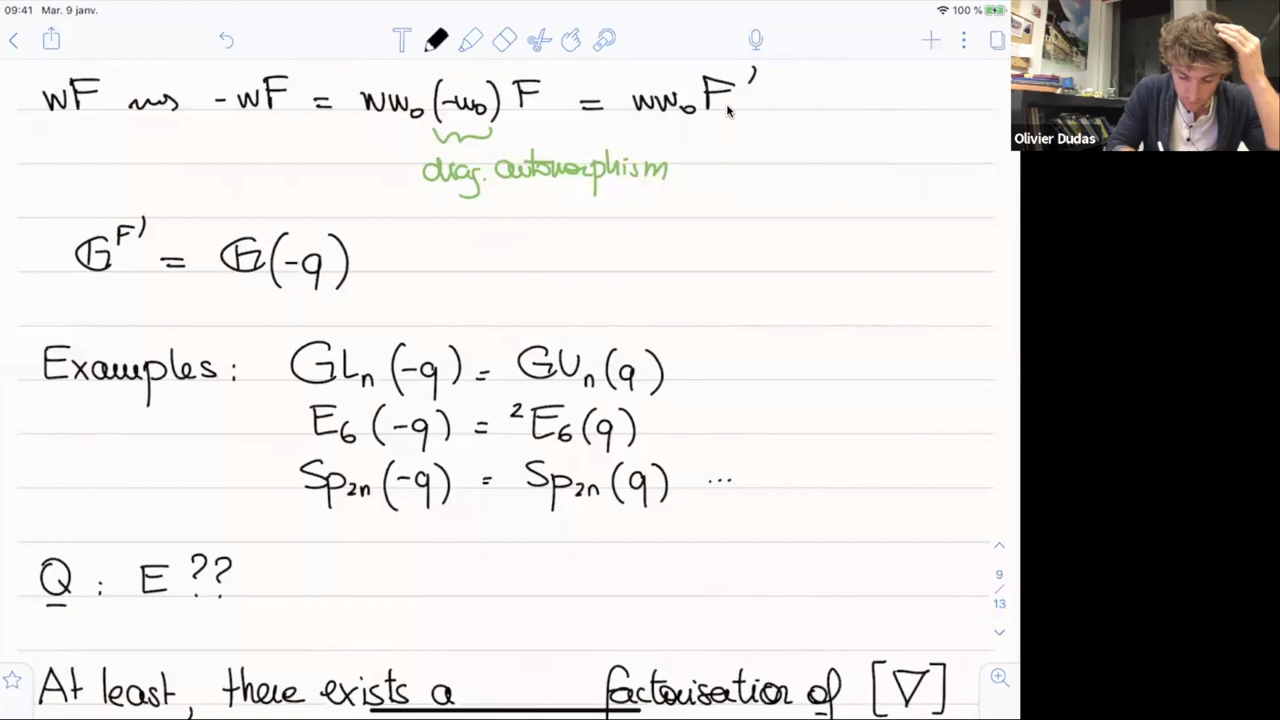 09:41 Mar. 9 janv.
100 %
wF ⇝ -wF = ww₀(-w₀)F = ww₀F'
diag. automorphism
Olivier Dudas
𝔾^F' = 𝔾(-q)
Examples : GLₙ(-q) = GUₙ(q)
E₆(-q) = ²E₆(q)
Sp₂ₙ(-q) = Sp₂ₙ(q) ...
Q : E ??
9
/
13
At least, there exists a factorisation of [∇]